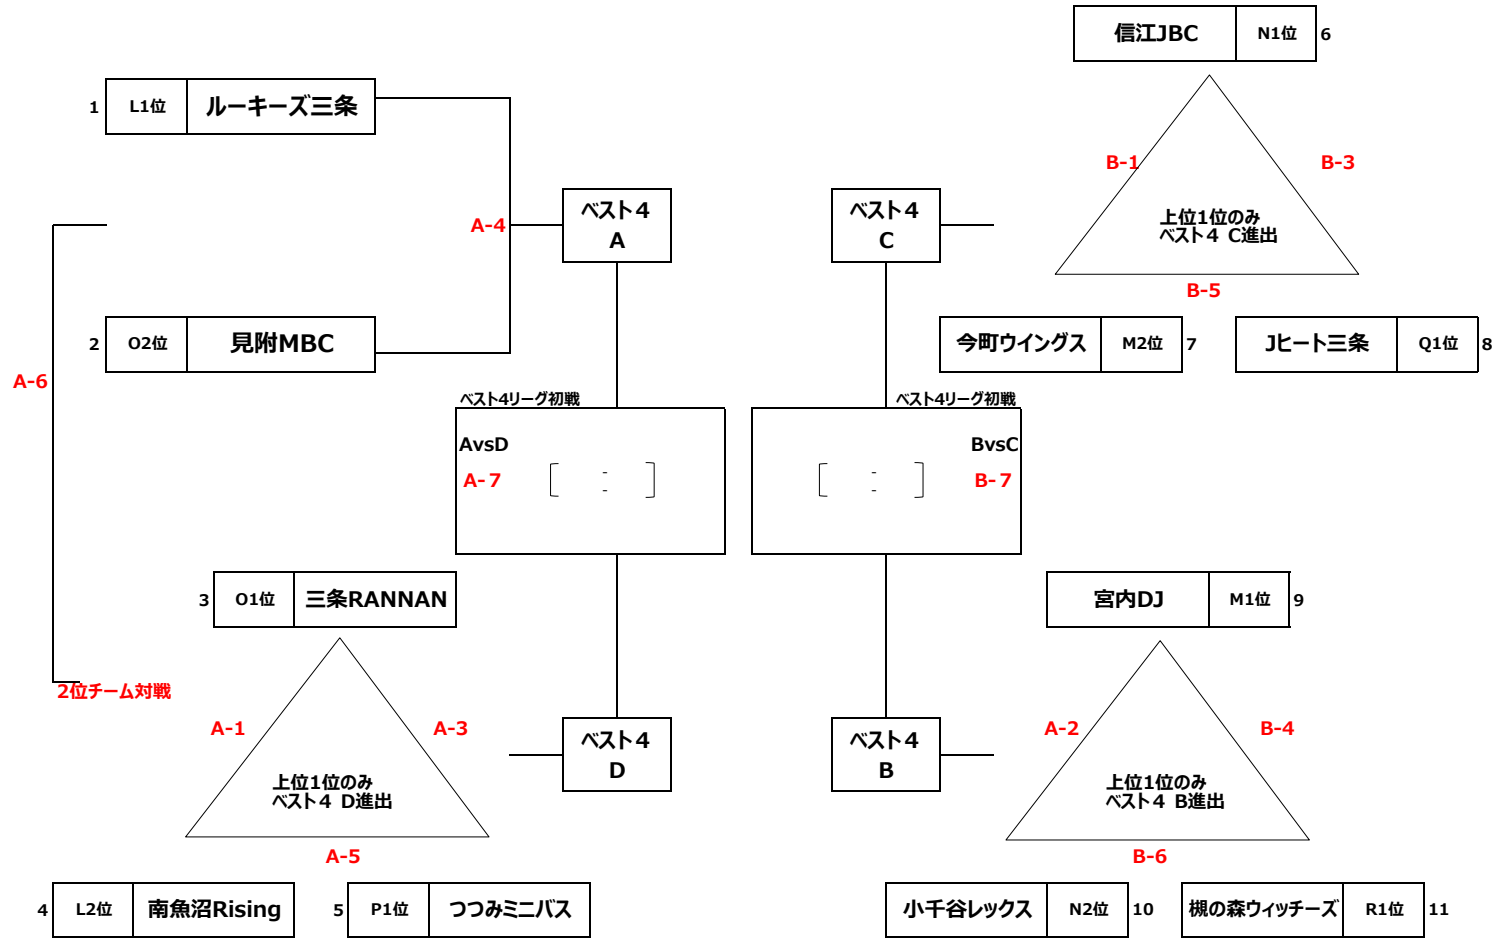 信江JBC N1位 6
1 L1位 ルーキーズ三条
B-1 B-3
上位1位のみ
ベスト４ C進出
B-5
A-4
ベスト４
A
ベスト４
C
2 O2位 見附MBC
今町ウイングス M2位 7
Jヒート三条 Q1位 8
A-6
ベスト4リーグ初戦
AvsD
A-７
-
-
ベスト4リーグ初戦
BvsC
B-7
-
-
3 O1位 三条RANNAN
宮内DJ M1位 9
2位チーム対戦
A-1 A-3
上位1位のみ
ベスト４ D進出
A-5
ベスト４
D
ベスト４
B
A-2 B-4
上位1位のみ
ベスト４ B進出
B-6
4 L2位 南魚沼Rising
5 P1位 つつみミニバス
小千谷レックス N2位 10
槻の森ウィッチーズ R1位 11